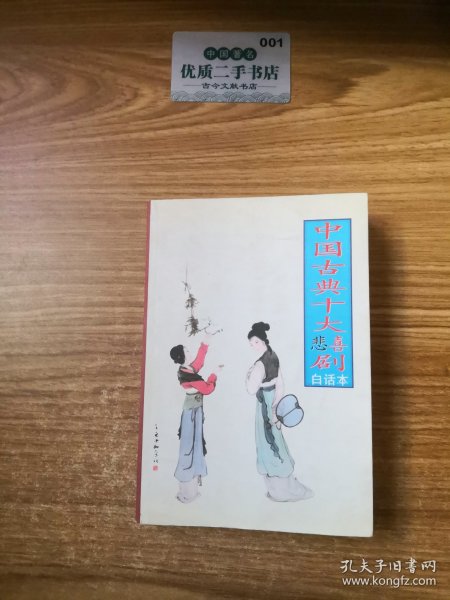 001
中国著名
优质二手书店
古今文献书店
中国古典十大
悲喜
剧
白话本
孔夫子旧书网
www.kongfz.com